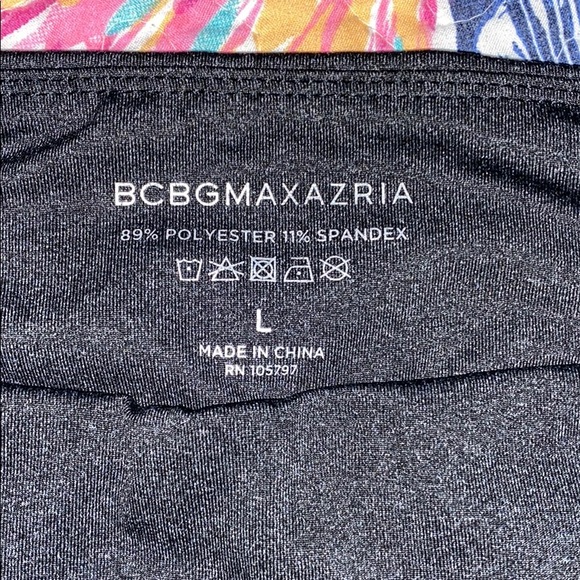 BCBGMAXAZRIA
89% POLYESTER 11% SPANDEX
L
MADE IN CHINA
RN 105797